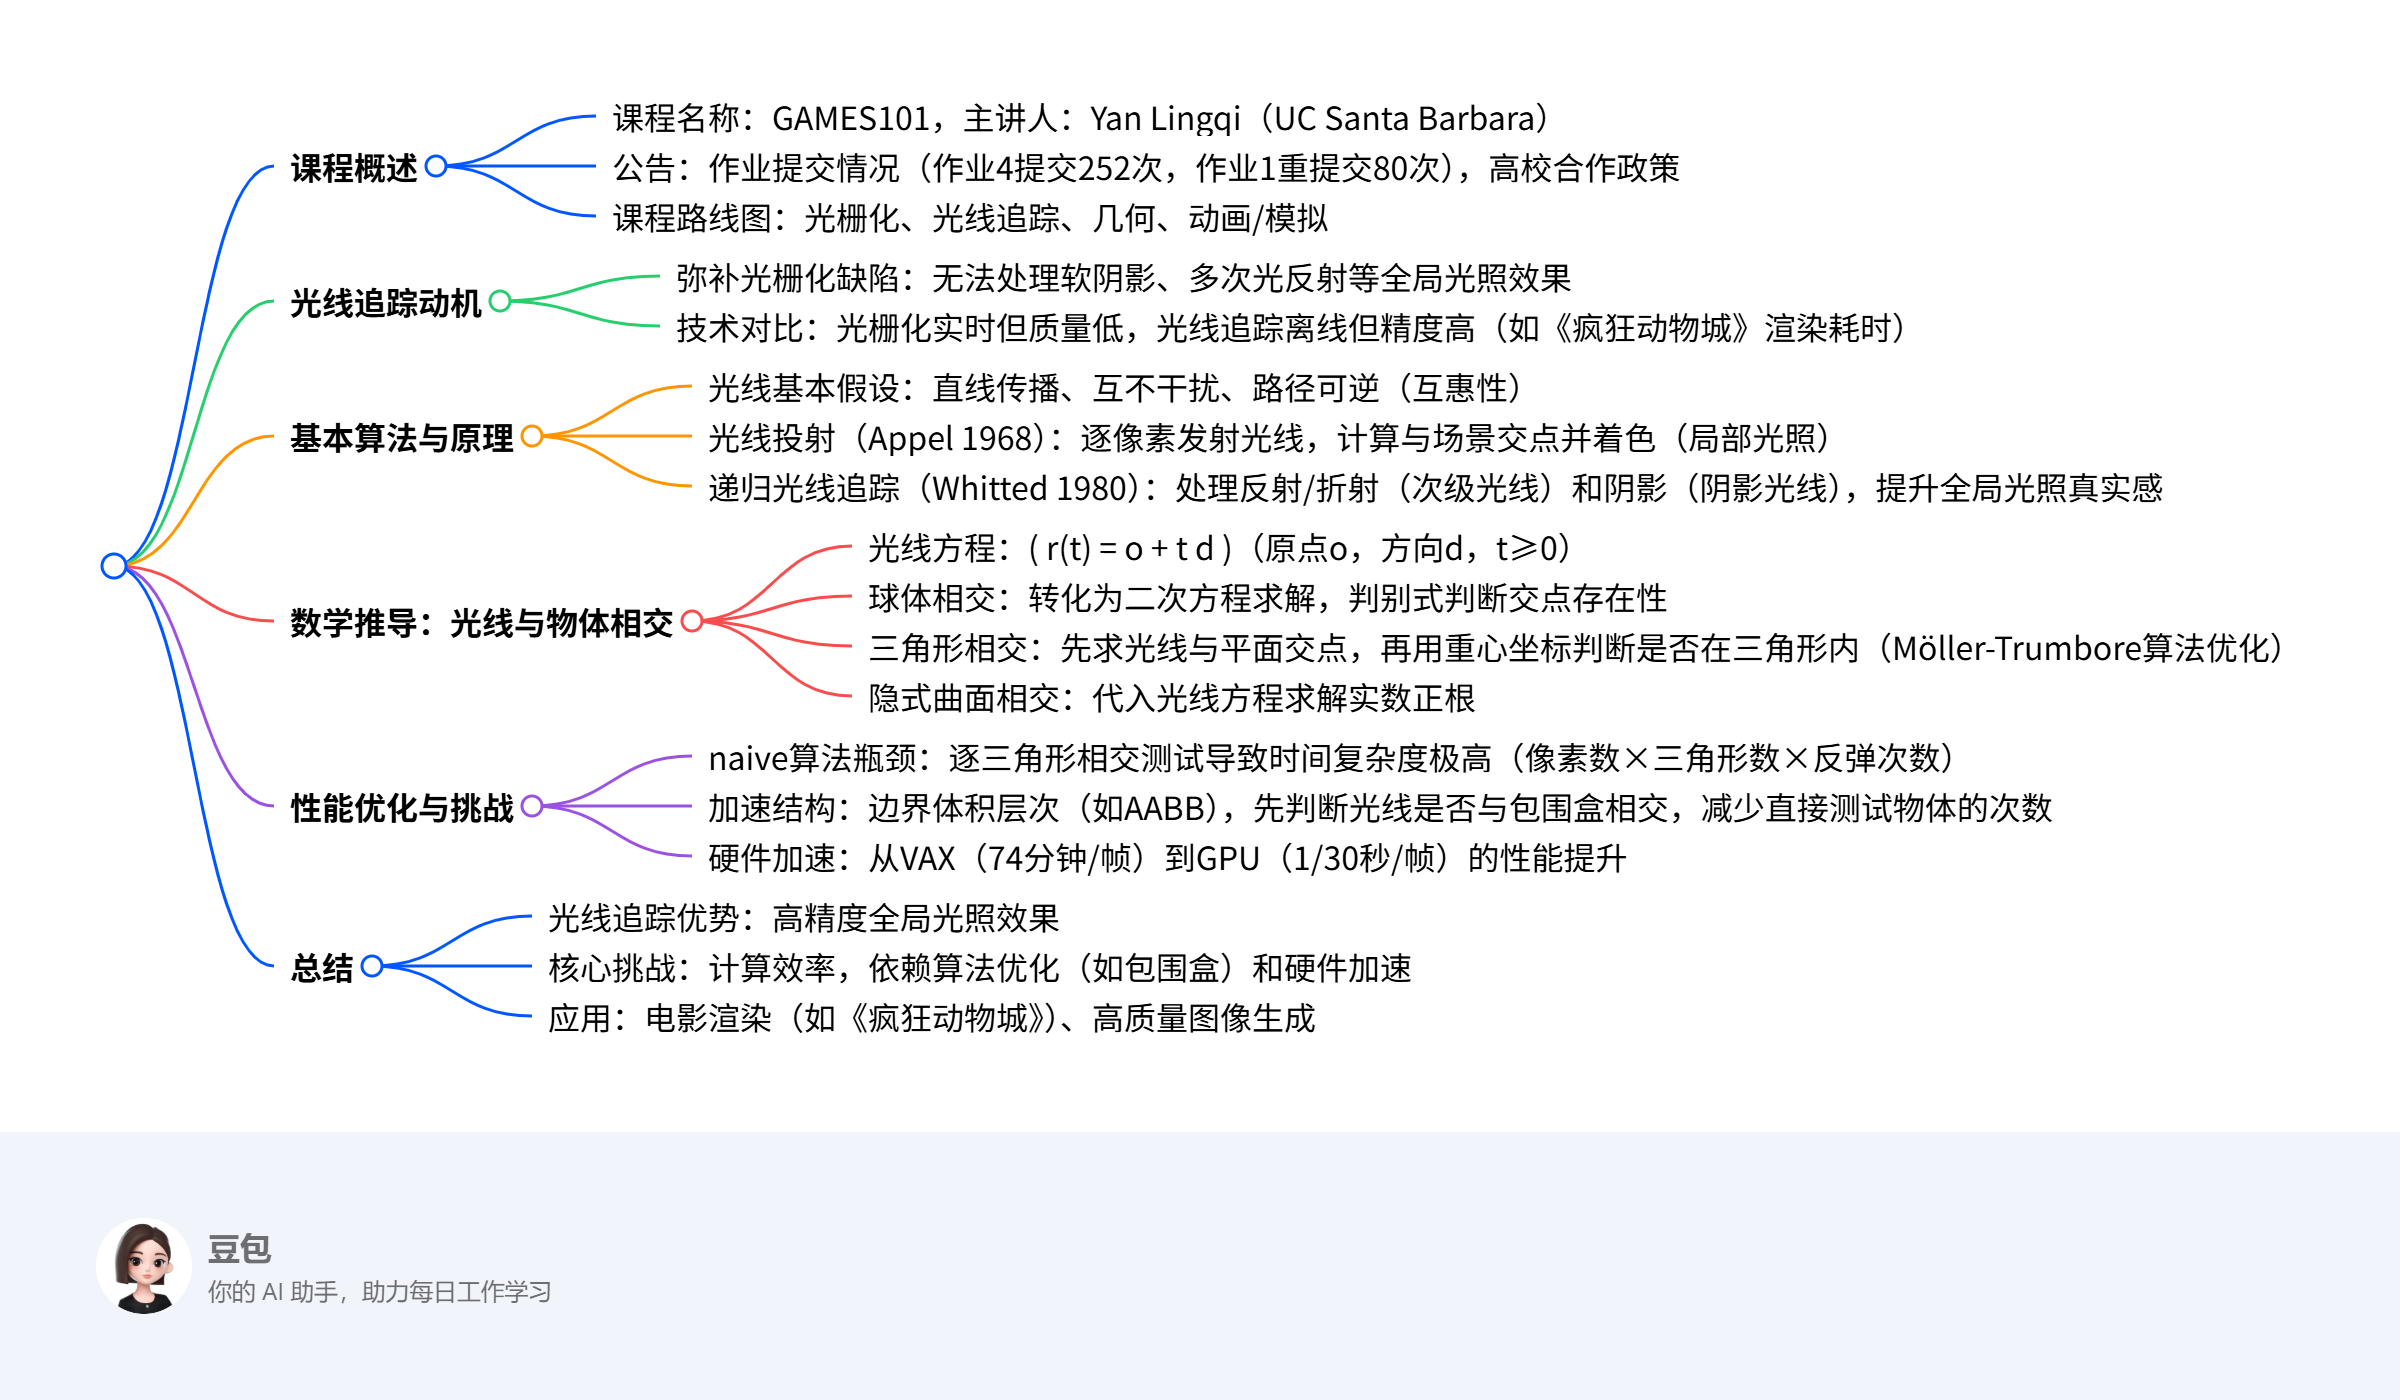 课程概述
课程名称：GAMES101，主讲人：Yan Lingqi（UC Santa Barbara）
公告：作业提交情况（作业4提交252次，作业1重提交80次），高校合作政策
课程路线图：光栅化、光线追踪、几何、动画/模拟
光线追踪动机
弥补光栅化缺陷：无法处理软阴影、多次光反射等全局光照效果
技术对比：光栅化实时但质量低，光线追踪离线但精度高（如《疯狂动物城》渲染耗时）
基本算法与原理
光线基本假设：直线传播、互不干扰、路径可逆（互惠性）
光线投射（Appel 1968）：逐像素发射光线，计算与场景交点并着色（局部光照）
递归光线追踪（Whitted 1980）：处理反射/折射（次级光线）和阴影（阴影光线），提升全局光照真实感
数学推导：光线与物体相交
光线方程：( r(t) = o + t d )（原点o，方向d，t≥0）
球体相交：转化为二次方程求解，判别式判断交点存在性
三角形相交：先求光线与平面交点，再用重心坐标判断是否在三角形内（Möller-Trumbore算法优化）
隐式曲面相交：代入光线方程求解实数正根
性能优化与挑战
naive算法瓶颈：逐三角形相交测试导致时间复杂度极高（像素数×三角形数×反弹次数）
加速结构：边界体积层次（如AABB），先判断光线是否与包围盒相交，减少直接测试物体的次数
硬件加速：从VAX（74分钟/帧）到GPU（1/30秒/帧）的性能提升
总结
光线追踪优势：高精度全局光照效果
核心挑战：计算效率，依赖算法优化（如包围盒）和硬件加速
应用：电影渲染（如《疯狂动物城》）、高质量图像生成
豆包
你的 AI 助手，助力每日工作学习